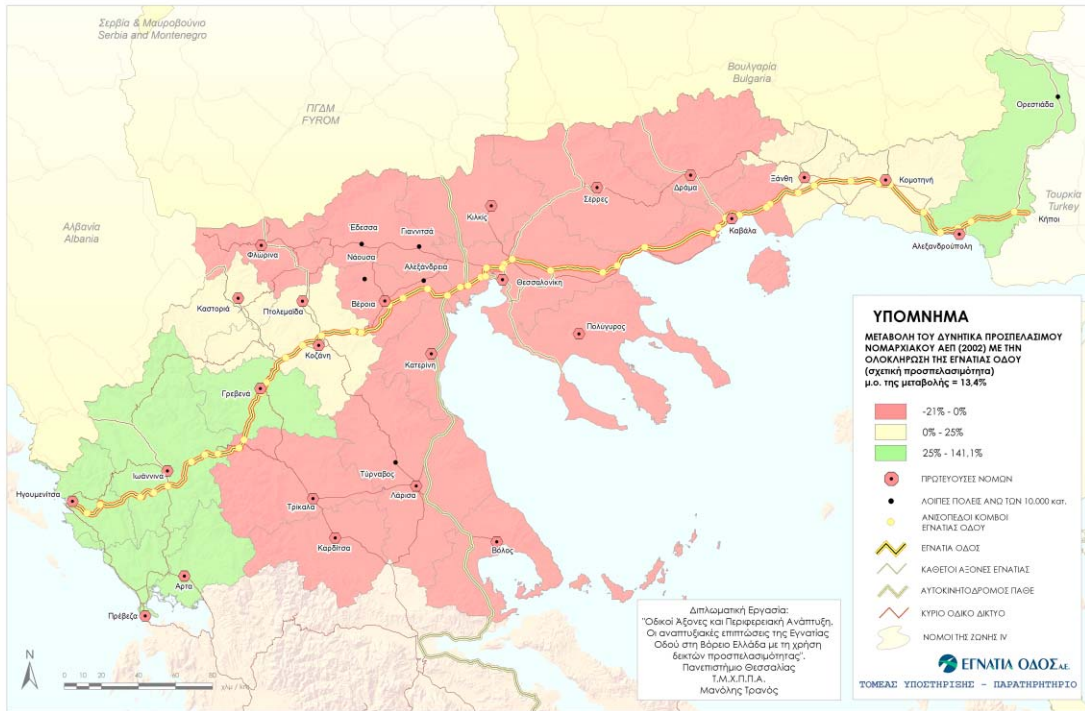 Σερβία & Μαυροβούνιο
Serbia and Montenegro
Βουλγαρία
Bulgaria
ΠΓΔΜ
FYROM
Αλβανία
Albania
Τουρκία
Turkey
Ορεστιάδα
Ξάνθη
Κομοτηνή
Κήποι
Αλεξανδρούπολη
Δράμα
Σέρρες
Καβάλα
Κιλκίς
Έδεσσα
Γιαννιτσά
Φλώρινα
Νάουσα
Αλεξάνδρεια
Θεσσαλονίκη
Καστοριά
Πτολεμαΐδα
Βέροια
Πολύγυρος
Κοζάνη
Κατερίνη
Γρεβενά
Ιωάννινα
Τύρναβος
Ηγουμενίτσα
Λάρισα
Τρίκαλα
Καρδίτσα
Βόλος
Άρτα
Πρέβεζα
ΥΠΟΜΝΗΜΑ
ΜΕΤΑΒΟΛΗ ΤΟΥ ΔΥΝΗΤΙΚΑ ΠΡΟΣΠΕΛΑΣΙΜΟΥ
ΝΟΜΑΡΧΙΑΚΟΥ ΑΕΠ (2002) ΜΕ ΤΗΝ
ΟΛΟΚΛΗΡΩΣΗ ΤΗΣ ΕΓΝΑΤΙΑΣ ΟΔΟΥ
(σχετική προσπελασιμότητα)
μ.ο. της μεταβολής = 13,4%
-21% - 0%
0% - 25%
25% - 141,1%
ΠΡΩΤΕΥΟΥΣΕΣ ΝΟΜΩΝ
ΛΟΙΠΕΣ ΠΟΛΕΙΣ ΑΝΩ ΤΩΝ 10.000 κατ.
ΑΝΙΣΟΠΕΔΟΙ ΚΟΜΒΟΙ
ΕΓΝΑΤΙΑΣ ΟΔΟΥ
ΕΓΝΑΤΙΑ ΟΔΟΣ
ΚΑΘΕΤΟΙ ΑΞΟΝΕΣ ΕΓΝΑΤΙΑΣ
ΑΥΤΟΚΙΝΗΤΟΔΡΟΜΟΣ ΠΑΘΕ
ΚΥΡΙΟ ΟΔΙΚΟ ΔΙΚΤΥΟ
ΝΟΜΟΙ ΤΗΣ ΖΩΝΗΣ IV
ΕΓΝΑΤΙΑ ΟΔΟΣ Α.Ε.
ΤΟΜΕΑΣ ΥΠΟΣΤΗΡΙΞΗΣ - ΠΑΡΑΤΗΡΗΤΗΡΙΟ
Διπλωματική Εργασία:
"Οδικοί Άξονες και Περιφερειακή Ανάπτυξη.
Οι αναπτυξιακές επιπτώσεις της Εγνατίας
Οδού στη Βόρειο Ελλάδα με τη χρήση
δεικτών προσπελασιμότητας".
Πανεπιστήμιο Θεσσαλίας
Τ.Μ.Χ.Π.Π.Α.
Μανόλης Τρανός
N
0 20 40 60 80
χλμ / km